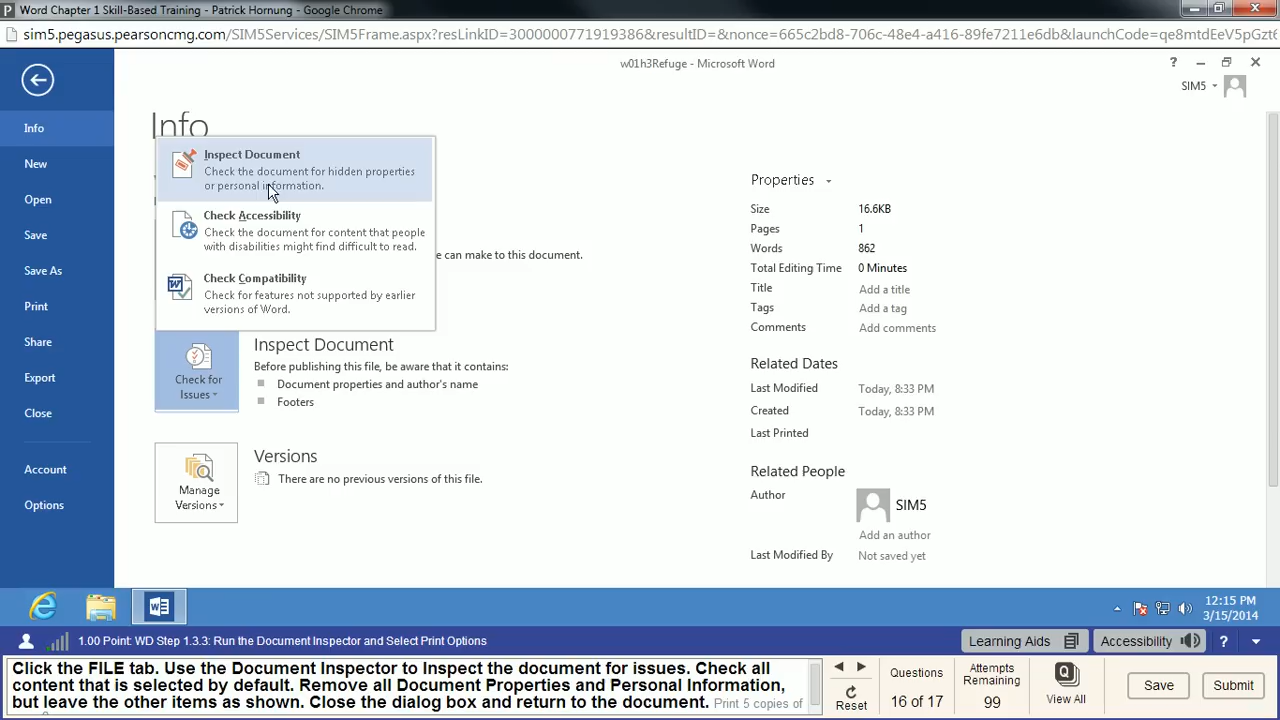 Word Chapter 1 Skill-Based Training - Patrick Hornung - Google Chrome
sim5.pegasus.pearsoncmg.com/SIM5Services/SIM5Frame.aspx?resLinkID=3000000771919386&resultID=&nonce=665c2bd8-706c-48e4-a416-89fe7211e6db&launchCode=qe8mtdEeV5pGzt6
w01h3Refuge - Microsoft Word
SIM5
Info
New
Open
Save
Save As
Print
Share
Export
Close
Account
Options
Info
Inspect Document
Check the document for hidden properties
or personal information.
Check Accessibility
Check the document for content that people
with disabilities might find difficult to read.
Check Compatibility
Check for features not supported by earlier
versions of Word.
e can make to this document.
Check for
Issues
Inspect Document
Before publishing this file, be aware that it contains:
Document properties and author's name
Footers
Manage
Versions
Versions
There are no previous versions of this file.
Properties
Size 16.6KB
Pages 1
Words 862
Total Editing Time 0 Minutes
Title Add a title
Tags Add a tag
Comments Add comments
Related Dates
Last Modified Today, 8:33 PM
Created Today, 8:33 PM
Last Printed
Related People
Author SIM5
Add an author
Last Modified By Not saved yet
12:15 PM
3/15/2014
1.00 Point: WD Step 1.3.3: Run the Document Inspector and Select Print Options
Learning Aids
Accessibility
?
Click the FILE tab. Use the Document Inspector to Inspect the document for issues. Check all
content that is selected by default. Remove all Document Properties and Personal Information,
but leave the other items as shown. Close the dialog box and return to the document. Print 5 copies of
Reset
Questions
16 of 17
Attempts
Remaining
99
View All
Save
Submit